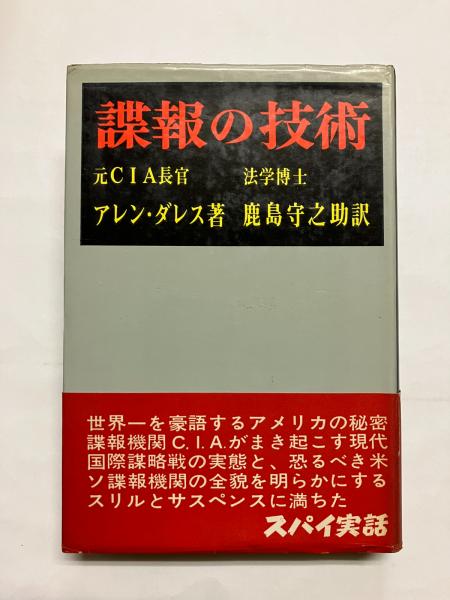 諜報の技術
元CIA長官　法学博士
アレン・ダレス著　鹿島守之助訳
世界一を豪語するアメリカの秘密
諜報機関C.I.A.がまき起こす現代
国際謀略戦の実態と、恐るべき米
ソ諜報機関の全貌を明らかにする
スリルとサスペンスに満ちた
スパイ実話